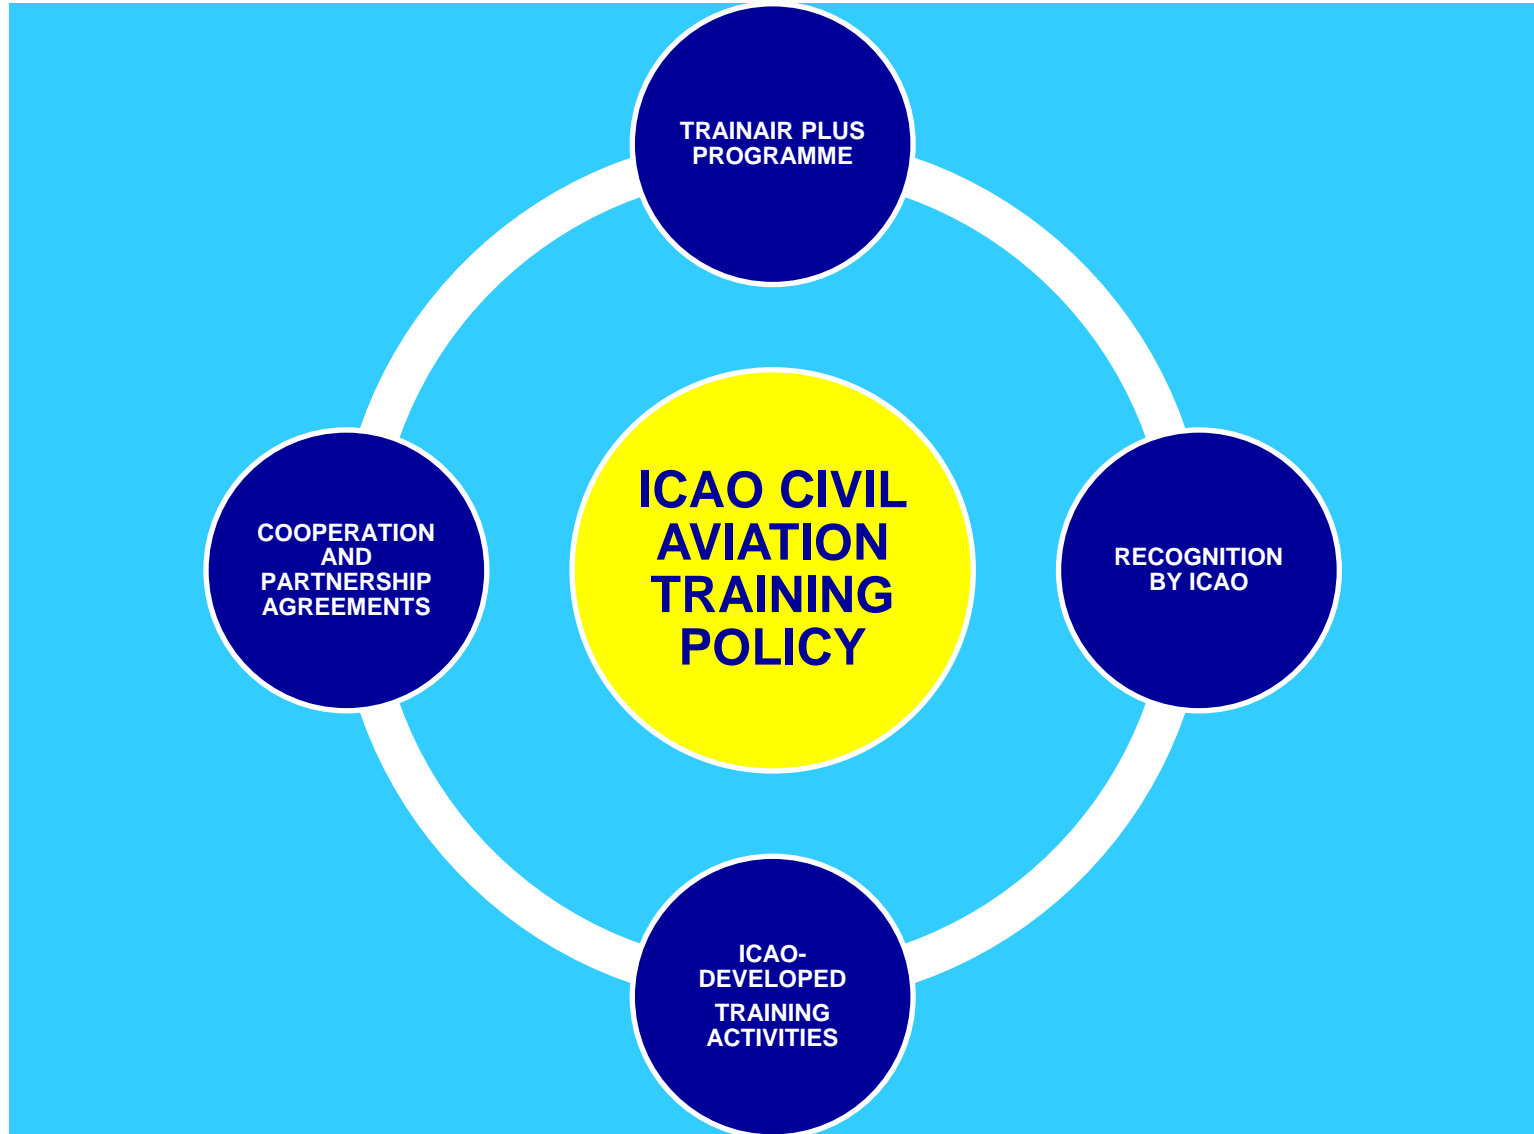 TRAINAIR PLUS
PROGRAMME
COOPERATION
AND
PARTNERSHIP
AGREEMENTS
ICAO CIVIL
AVIATION
TRAINING
POLICY
RECOGNITION
BY ICAO
ICAO-
DEVELOPED
TRAINING
ACTIVITIES